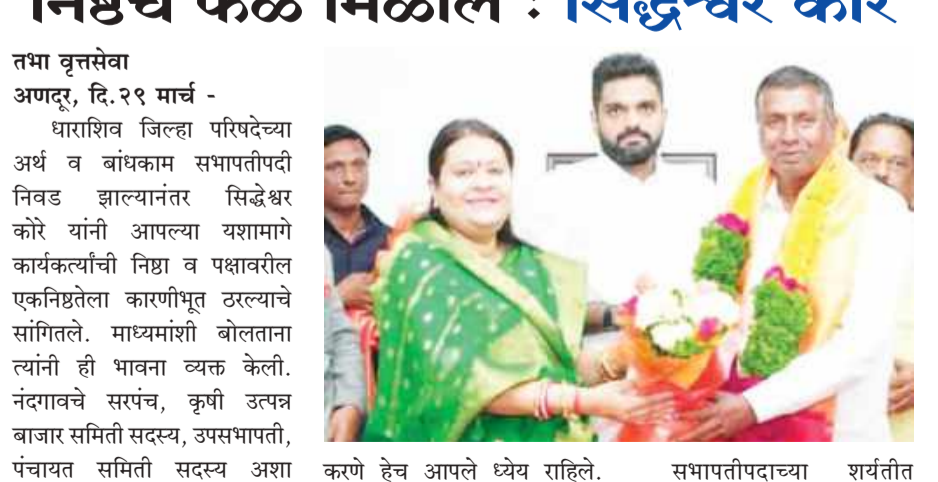 निष्ठेचे फळ मिळाले : सिद्धेश्वर कोरे
तभा वृत्तसेवा
अणदूर, दि.२९ मार्च -
धाराशिव जिल्हा परिषदेच्या
अर्थ व बांधकाम सभापतीपदी
निवड झाल्यानंतर सिद्धेश्वर
कोरे यांनी आपल्या यशामागे
कार्यकर्त्यांची निष्ठा व पक्षावरील
एकनिष्ठतेला कारणीभूत ठरल्याचे
सांगितले. माध्यमांशी बोलताना
त्यांनी ही भावना व्यक्त केली.
नंदगावचे सरपंच, कृषी उत्पन्न
बाजार समिती सदस्य, उपसभापती,
पंचायत समिती सदस्य अशा
करणे हेच आपले ध्येय राहिले.
सभापतीपदाच्या शर्यतीत